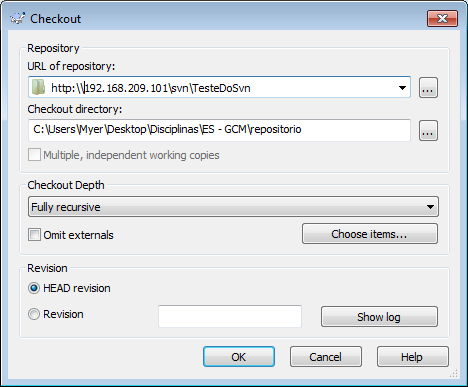 Checkout
Repository
URL of repository:
http:\\192.168.209.101\svn\TesteDoSvn
...
Checkout directory:
C:\Users\Myer\Desktop\Disciplinas\ES - GCM\repositorio
...
Multiple, independent working copies
Checkout Depth
Fully recursive
Omit externals
Choose items...
Revision
HEAD revision
Revision
Show log
OK
Cancel
Help